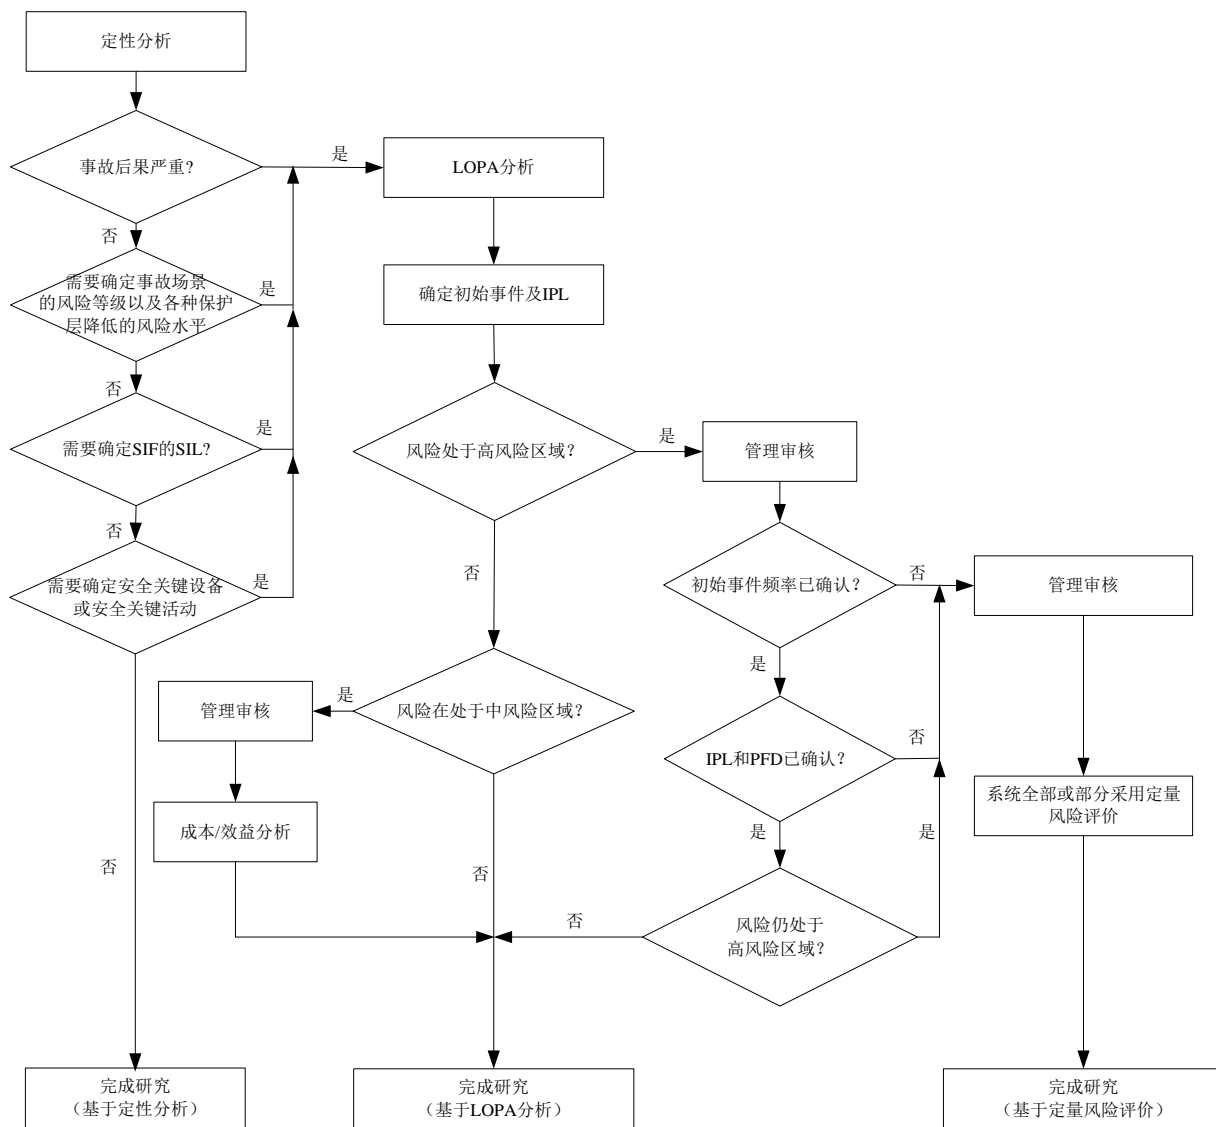 定性分析
事故后果严重?
是
LOPA分析
否
需要确定事故场景
的风险等级以及各种保护
层降低的风险水平
是
确定初始事件及IPL
否
需要确定SIF的SIL?
是
风险处于高风险区域？
是
管理审核
否
需要确定安全关键设备
或安全关键活动
是
否
初始事件频率已确认？
否
管理审核
是
管理审核
是
风险在处于中风险区域？
IPL和PFD已确认？
否
系统全部或部分采用定量
风险评价
成本/效益分析
是
是
否
否
否
风险仍处于
高风险区域？
完成研究
（基于定性分析）
完成研究
（基于LOPA分析）
完成研究
（基于定量风险评价）